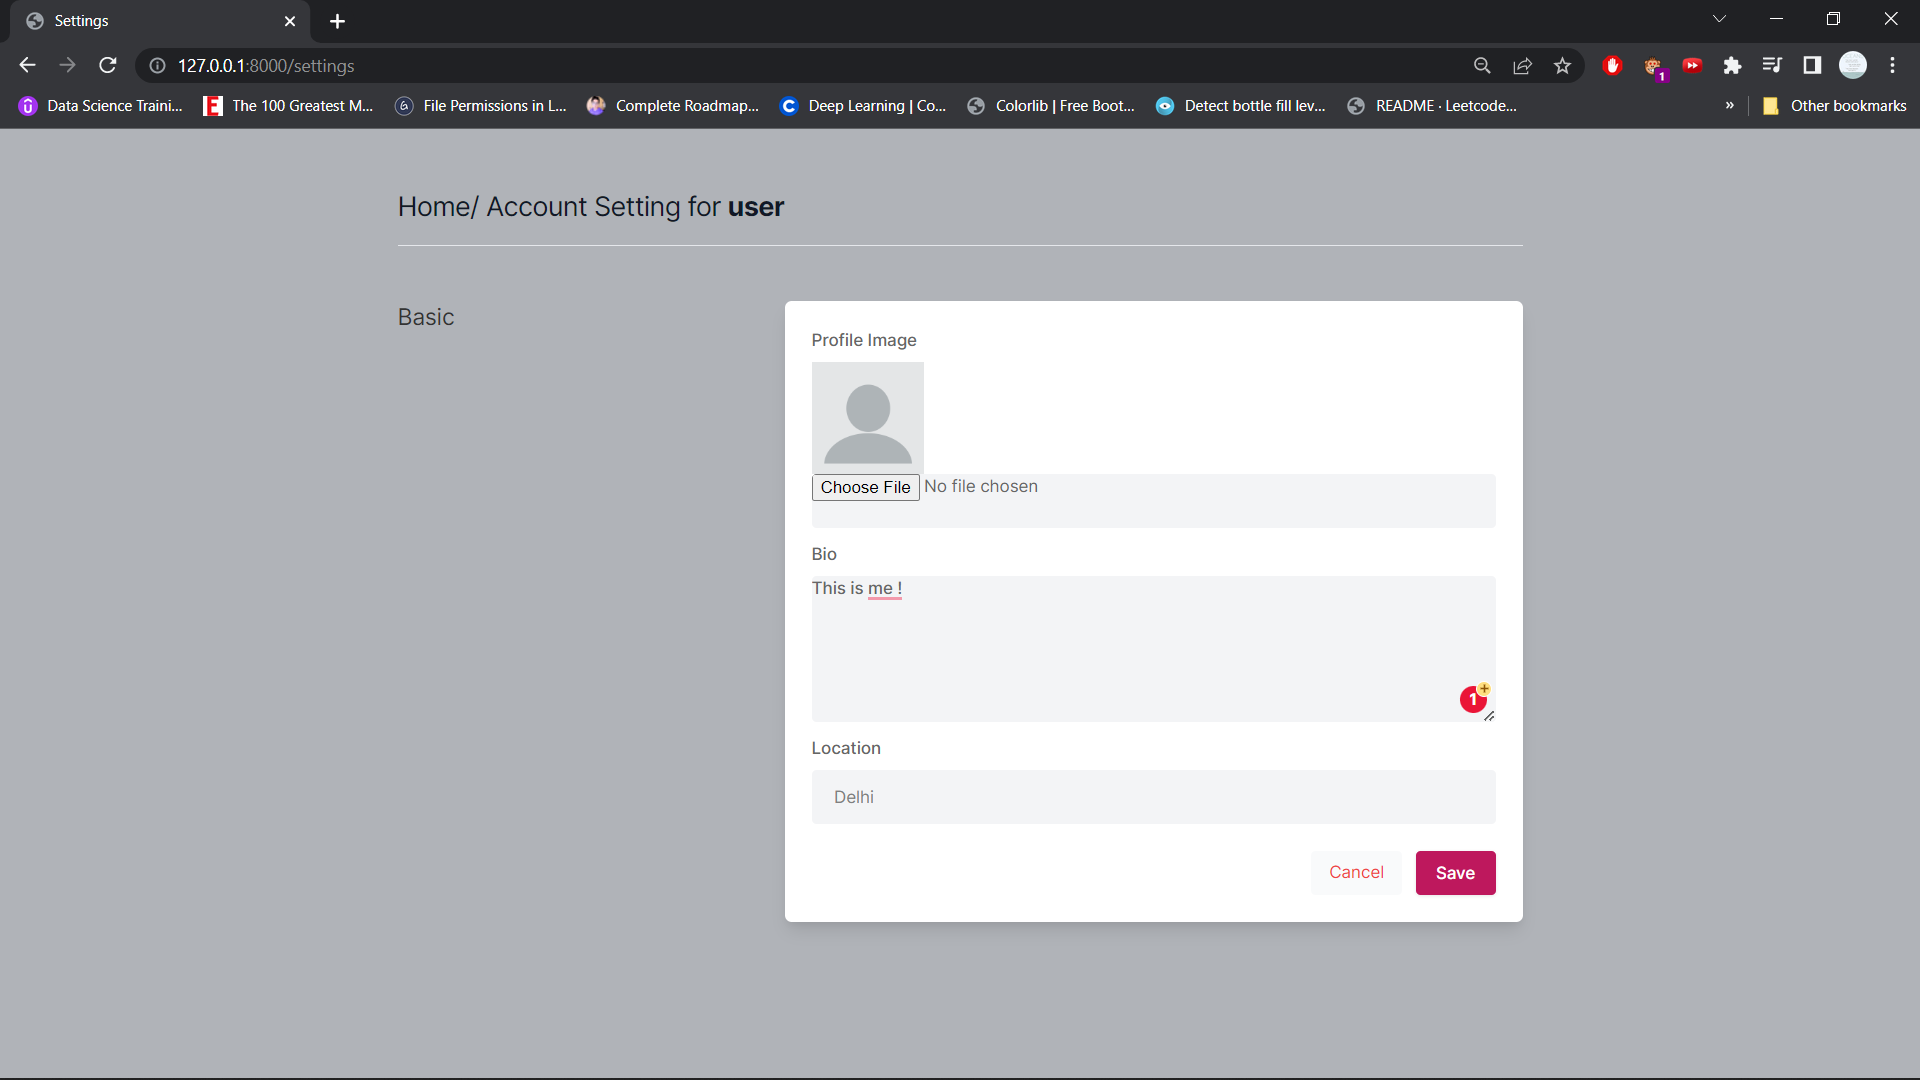 Settings
127.0.0.1:8000/settings
1
Data Science Traini...
The 100 Greatest M...
File Permissions in L...
Complete Roadmap...
Deep Learning | Co...
Colorlib | Free Boot...
Detect bottle fill lev...
README · Leetcode...
»
Other bookmarks
Home/ Account Setting for user
Basic
Profile Image
Choose File No file chosen
Bio
This is me !
1
Location
Delhi
Cancel
Save